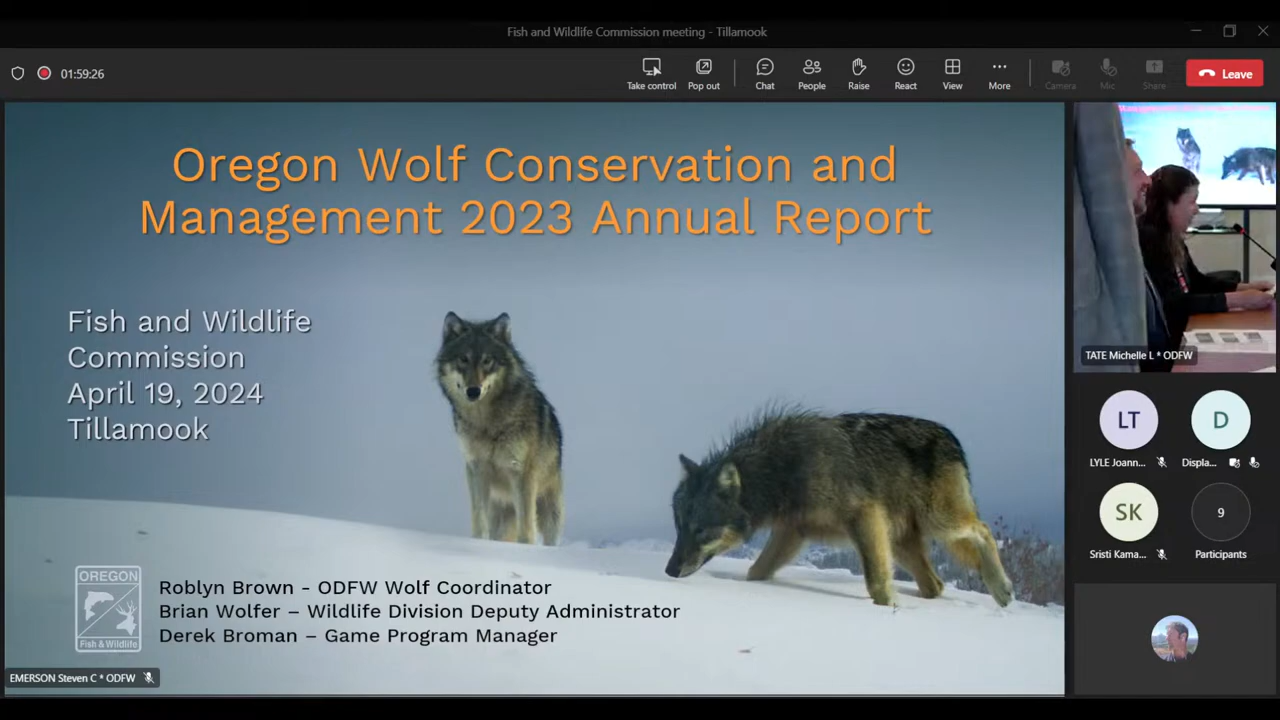 Fish and Wildlife Commission meeting - Tillamook
01:59:26
Take control
Pop out
Chat
People
Raise
React
View
More
Camera
Mic
Share
Leave
Oregon Wolf Conservation and
Management 2023 Annual Report
Fish and Wildlife
Commission
April 19, 2024
Tillamook
OREGON
Fish & Wildlife
Roblyn Brown - ODFW Wolf Coordinator
Brian Wolfer – Wildlife Division Deputy Administrator
Derek Broman – Game Program Manager
EMERSON Steven C * ODFW
TATE Michelle L * ODFW
LT
D
LYLE Joann...
Displa...
SK
9
Sristi Kama...
Participants